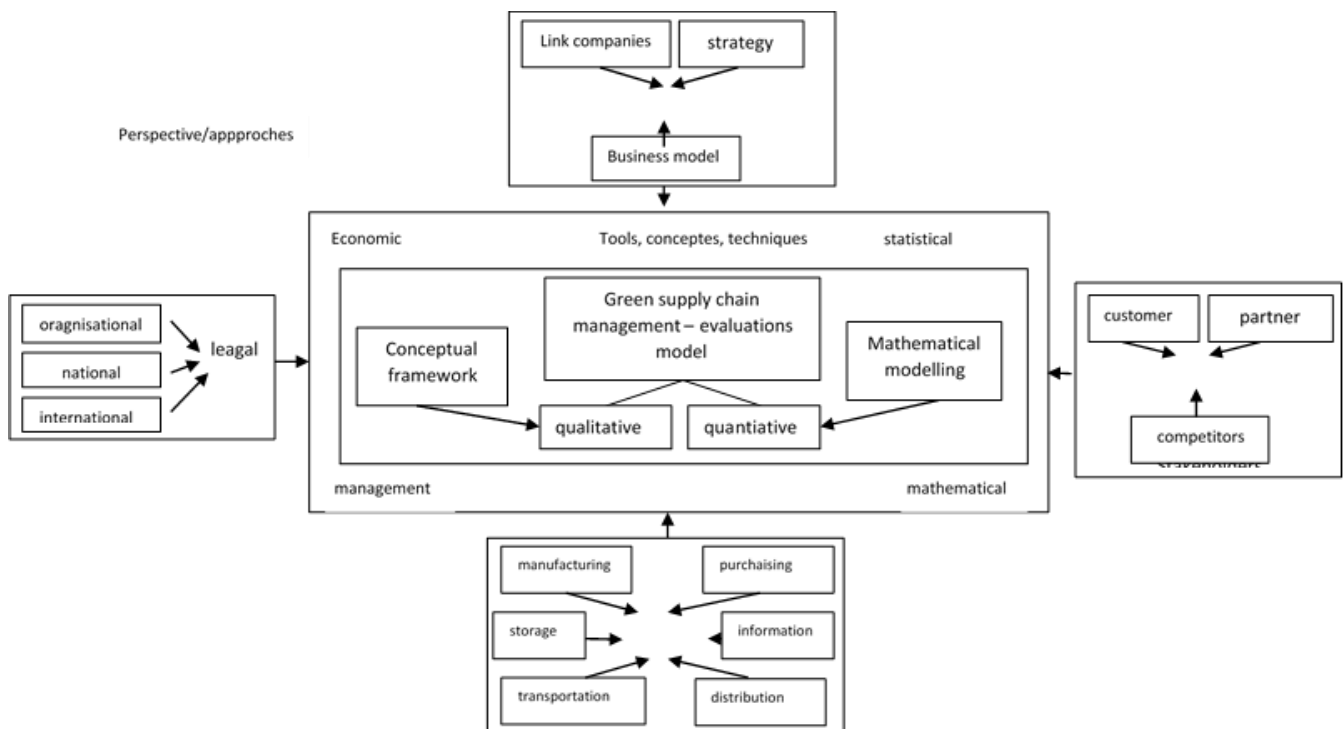 Link companies
strategy
Perspective/appproches
Business model
Economic
Tools, conceptes, techniques
statistical
Green supply chain
management – evaluations
model
oragnisational
leagal
national
international
Conceptual
framework
Mathematical
modelling
customer
partner
qualitative
quantiative
competitors
Stakeholders
management
mathematical
manufacturing
purchaising
storage
information
transportation
distribution